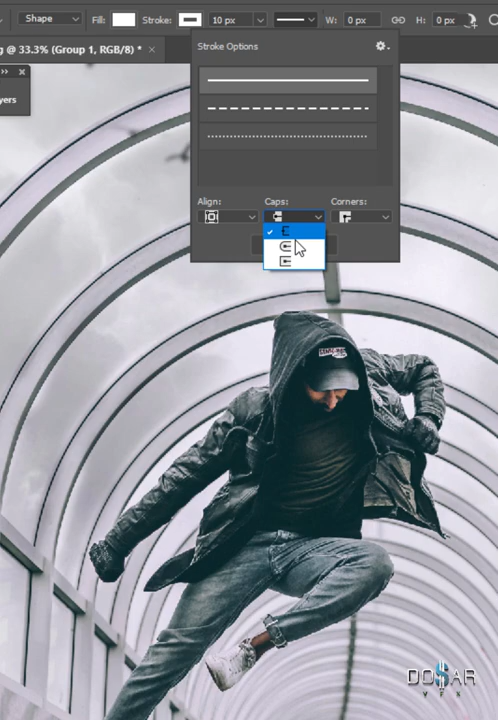 Shape Fill: Stroke: 10 px W: 0 px H: 0 px
g @ 33.3% (Group 1, RGB/8) * ×
Stroke Options
yers
Align: Caps: Corners:
DOSAR
VFX